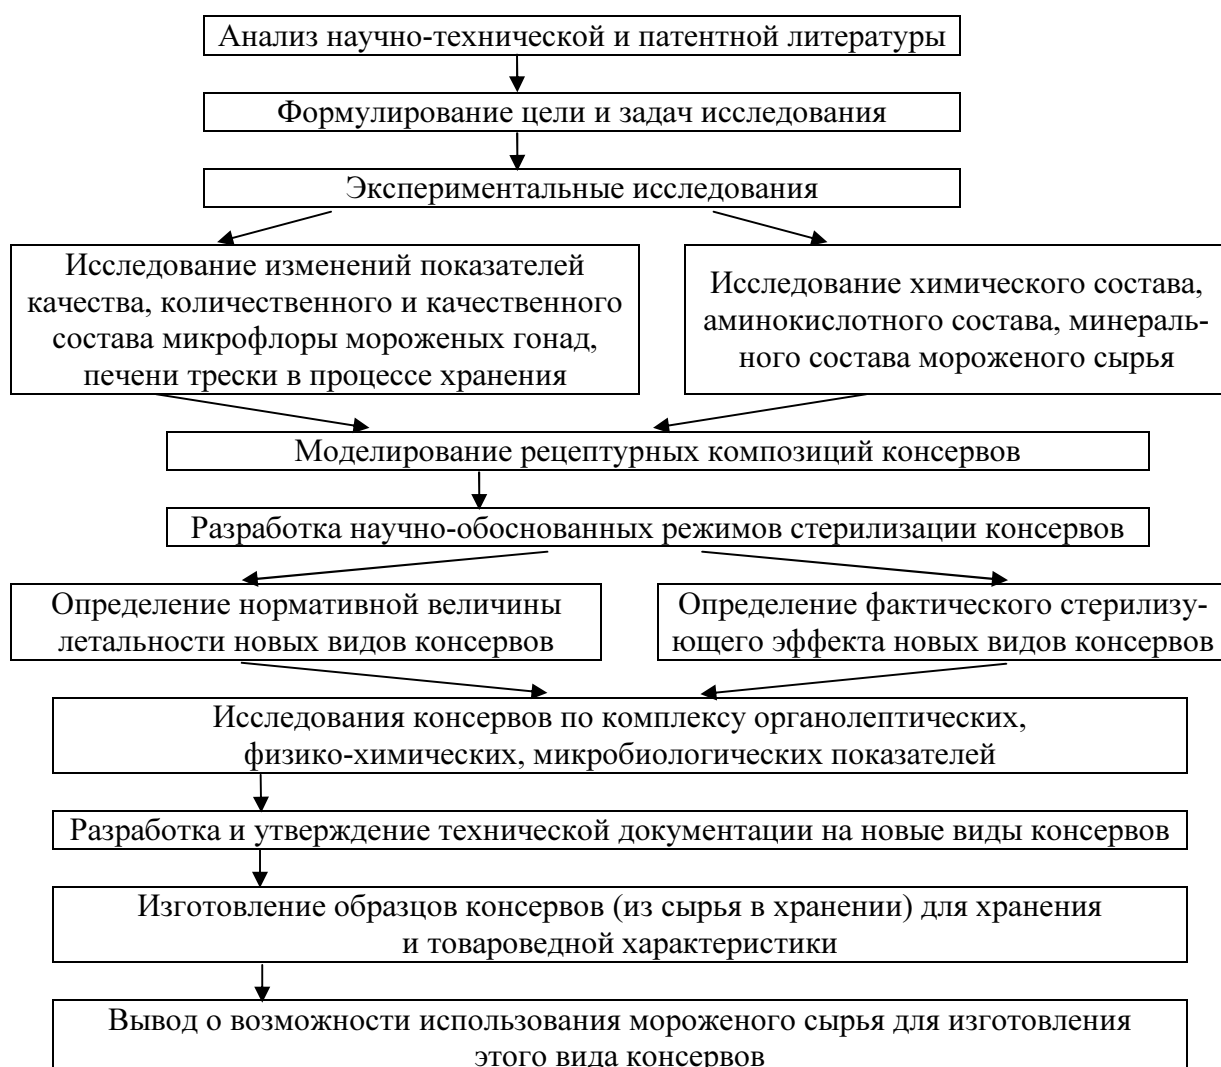 Анализ научно-технической и патентной литературы
Формулирование цели и задач исследования
Экспериментальные исследования
Исследование изменений показателей
качества, количественного и качественного
состава микрофлоры мороженых гонад,
печени трески в процессе хранения
Исследование химического состава,
аминокислотного состава, минераль-
ного состава мороженого сырья
Моделирование рецептурных композиций консервов
Разработка научно-обоснованных режимов стерилизации консервов
Определение нормативной величины
летальности новых видов консервов
Определение фактического стерилизу-
ющего эффекта новых видов консервов
Исследования консервов по комплексу органолептических,
физико-химических, микробиологических показателей
Разработка и утверждение технической документации на новые виды консервов
Изготовление образцов консервов (из сырья в хранении) для хранения
и товароведной характеристики
Вывод о возможности использования мороженого сырья для изготовления
этого вида консервов